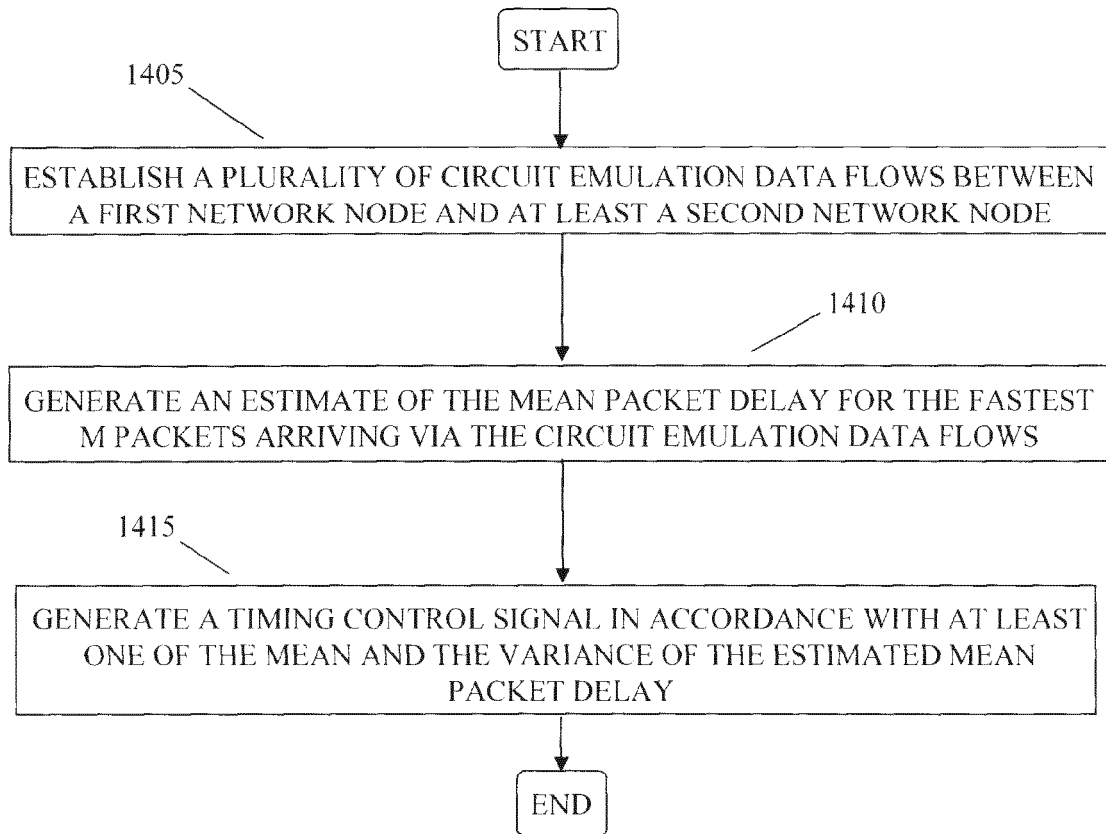 START
1405
ESTABLISH A PLURALITY OF CIRCUIT EMULATION DATA FLOWS BETWEEN
A FIRST NETWORK NODE AND AT LEAST A SECOND NETWORK NODE
1410
GENERATE AN ESTIMATE OF THE MEAN PACKET DELAY FOR THE FASTEST
M PACKETS ARRIVING VIA THE CIRCUIT EMULATION DATA FLOWS
1415
GENERATE A TIMING CONTROL SIGNAL IN ACCORDANCE WITH AT LEAST
ONE OF THE MEAN AND THE VARIANCE OF THE ESTIMATED MEAN
PACKET DELAY
END